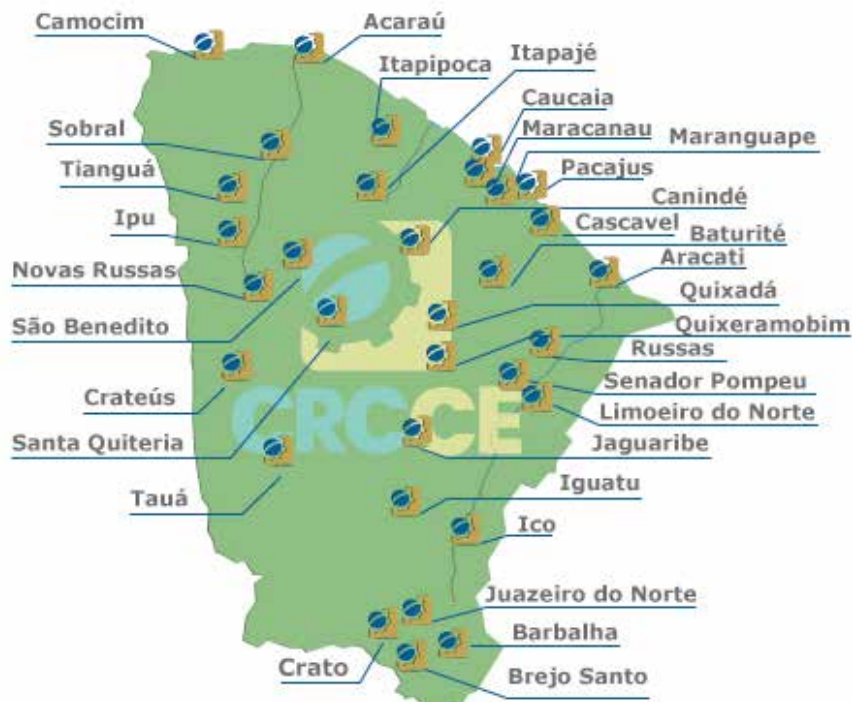 Camocim
Acaraú
Itapipoca
Itapajé
Caucaia
Maracanau
Maranguape
Sobral
Tianguá
Pacajus
Canindé
Ipu
Cascavel
Baturité
Aracati
Novas Russas
Quixadá
São Benedito
Quixeramobim
Russas
Senador Pompeu
Crateús
Limoeiro do Norte
CRCCE
Santa Quiteria
Jaguaribe
Tauá
Iguatu
Ico
Juazeiro do Norte
Barbalha
Crato
Brejo Santo